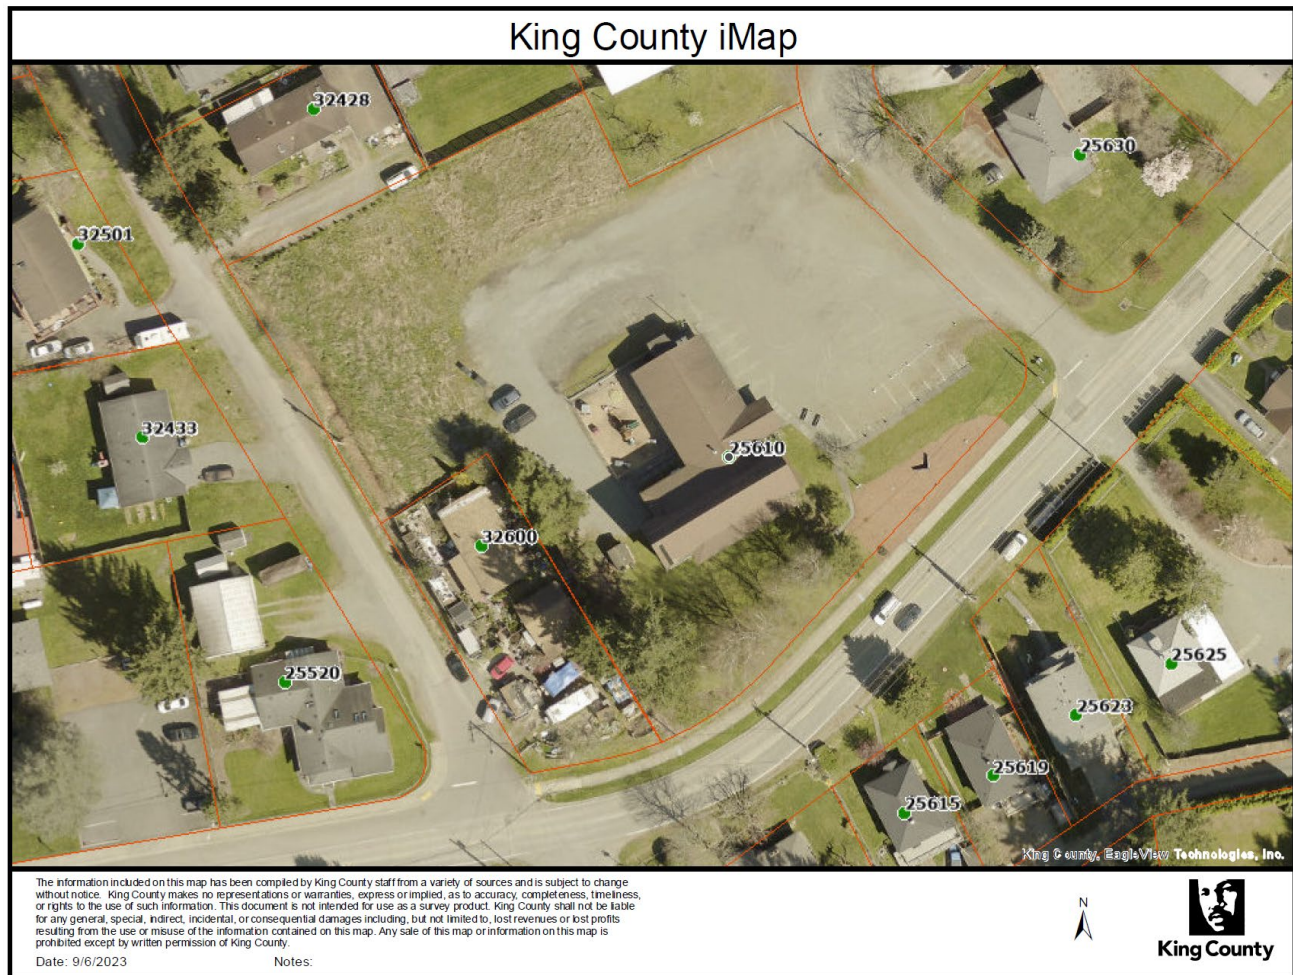 King County iMap
32428
25630
32501
32433
25610
32600
25520
25625
25623
25619
25615
King County, EagleView Technologies, Inc.
The information included on this map has been compiled by King County staff from a variety of sources and is subject to change
without notice. King County makes no representations or warranties, express or implied, as to accuracy, completeness, timeliness,
or rights to the use of such information. This document is not intended for use as a survey product. King County shall not be liable
for any general, special, indirect, incidental, or consequential damages including, but not limited to, lost revenues or lost profits
resulting from the use or misuse of the information contained on this map. Any sale of this map or information on this map is
prohibited except by written permission of King County.
Date: 9/6/2023 Notes:
N
King County